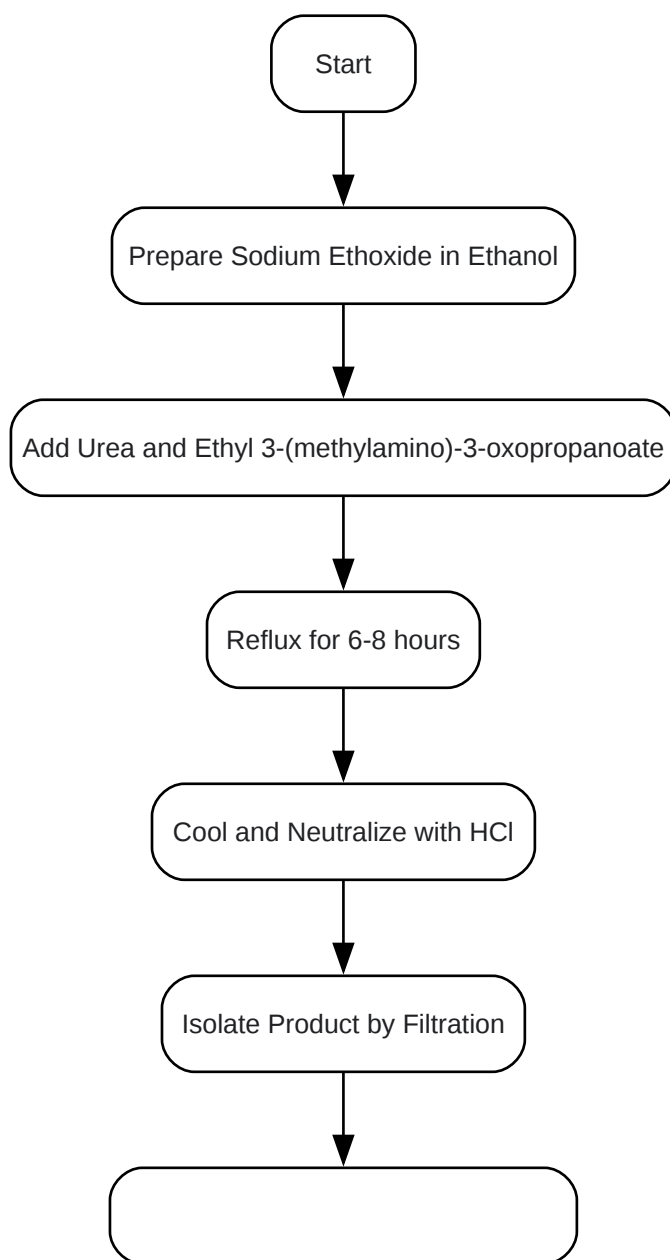 Start
Prepare Sodium Ethoxide in Ethanol
Add Urea and Ethyl 3-(methylamino)-3-oxopropanoate
Reflux for 6-8 hours
Cool and Neutralize with HCl
Isolate Product by Filtration